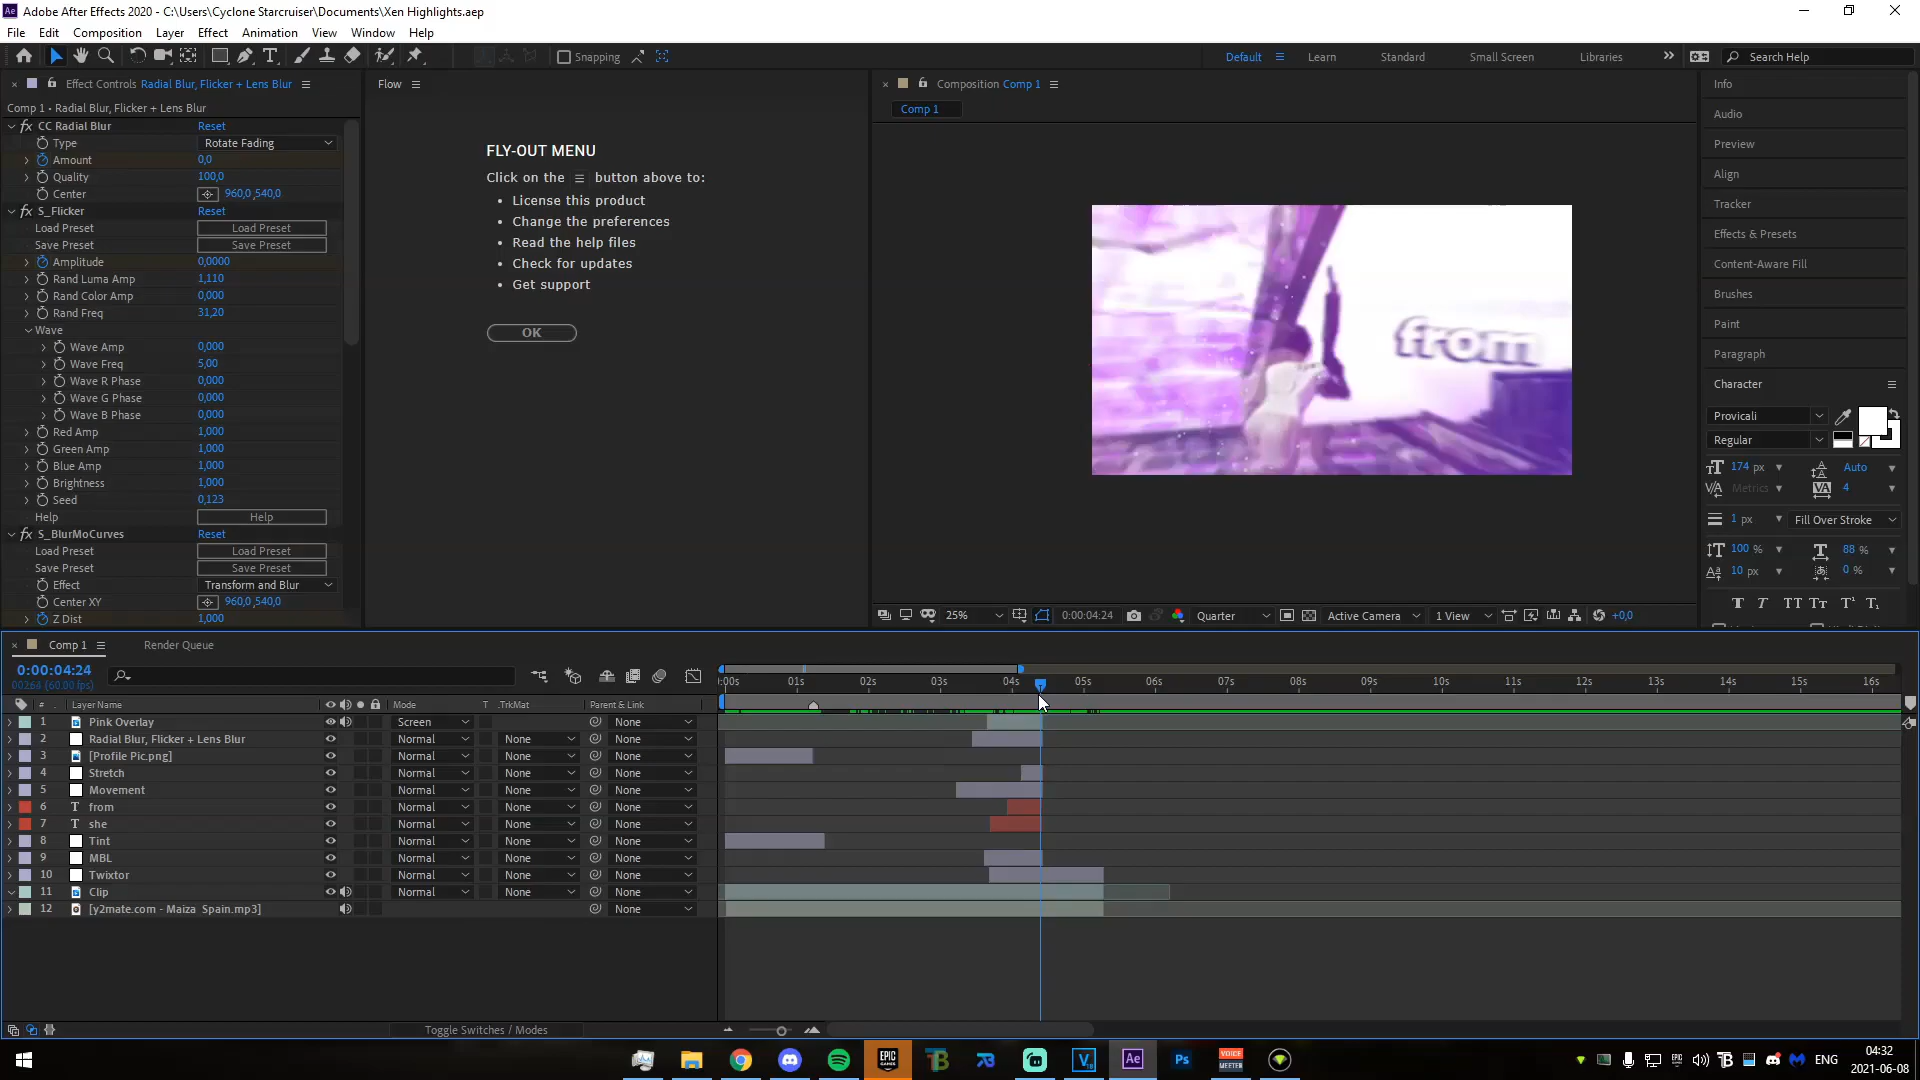 Adobe After Effects 2020 - C:\Users\Cyclone Starcruiser\Documents\Xen Highlights.aep
File Edit Composition Layer Effect Animation View Window Help
Snapping
Default Learn Standard Small Screen Libraries Search Help
Effect Controls Radial Blur, Flicker + Lens Blur
Comp 1 • Radial Blur, Flicker + Lens Blur
fx CC Radial Blur Reset
Type Rotate Fading
Amount 0,0
Quality 100,0
Center 960,0 ,540,0
fx S_Flicker Reset
Load Preset Load Preset
Save Preset Save Preset
Amplitude 0,0000
Rand Luma Amp 1,110
Rand Color Amp 0,000
Rand Freq 31,20
Wave
Wave Amp 0,000
Wave Freq 5,00
Wave R Phase 0,000
Wave G Phase 0,000
Wave B Phase 0,000
Red Amp 1,000
Green Amp 1,000
Blue Amp 1,000
Brightness 1,000
Seed 0,123
Help Help
fx S_BlurMoCurves Reset
Load Preset Load Preset
Save Preset Save Preset
Effect Transform and Blur
Center XY 960,0 ,540,0
Z Dist 1,000
Flow
FLY-OUT MENU
Click on the ≡ button above to:
• License this product
• Change the preferences
• Read the help files
• Check for updates
• Get support
OK
Composition Comp 1
Comp 1
from
25% 0:00:04:24 Quarter Active Camera 1 View +0,0
Info
Audio
Preview
Align
Tracker
Effects & Presets
Content-Aware Fill
Brushes
Paint
Paragraph
Character
Provicali
Regular
174 px Auto
Metrics 4
1 px Fill Over Stroke
100 % 88 %
10 px 0 %
T T TT Tt T¹ T₁
Comp 1 Render Queue
0:00:04:24
00268 (60.00 fps)
:00s 01s 02s 03s 04s 05s 06s 07s 08s 09s 10s 11s 12s 13s 14s 15s 16s
# Layer Name Mode T .TrkMat Parent & Link
1 Pink Overlay Screen None
2 Radial Blur, Flicker + Lens Blur Normal None None
3 [Profile Pic.png] Normal None None
4 Stretch Normal None None
5 Movement Normal None None
6 T from Normal None None
7 T she Normal None None
8 Tint Normal None None
9 MBL Normal None None
10 Twixtor Normal None None
11 Clip Normal None None
12 [y2mate.com - Maiza Spain.mp3] None
Toggle Switches / Modes
EPIC GAMES Ae Ps VOICE MEETER ENG 04:32
2021-06-08